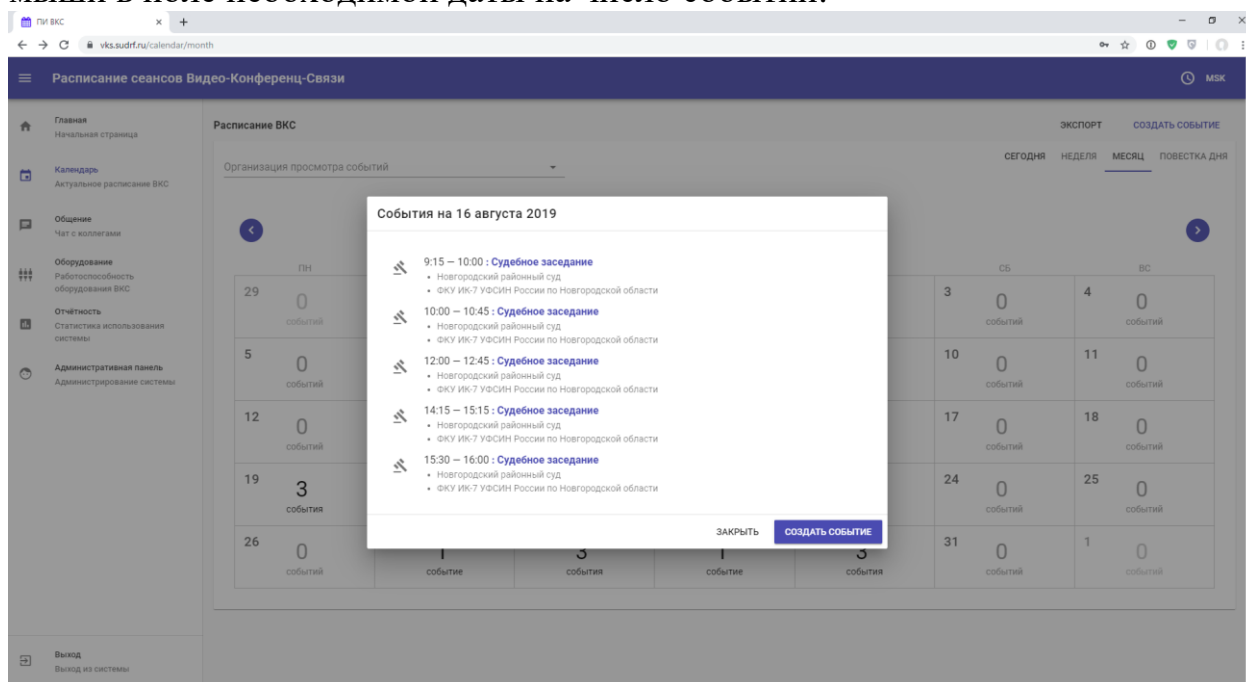 мыши в поле необходимой даты на число событий.
ПИ ВКС
vks.sudrf.ru/calendar/month
Расписание сеансов Видео-Конференц-Связи
MSK
Главная
Начальная страница
Календарь
Актуальное расписание ВКС
Общение
Чат с коллегами
Оборудование
Работоспособность
оборудования ВКС
Отчётность
Статистика использования
системы
Административная панель
Администрирование системы
Выход
Выход из системы
Расписание ВКС
ЭКСПОРТ
СОЗДАТЬ СОБЫТИЕ
Организация просмотра событий
СЕГОДНЯ НЕДЕЛЯ МЕСЯЦ ПОВЕСТКА ДНЯ
События на 16 августа 2019
9:15 — 10:00 : Судебное заседание
• Новгородский районный суд
• ФКУ ИК-7 УФСИН России по Новгородской области
10:00 — 10:45 : Судебное заседание
• Новгородский районный суд
• ФКУ ИК-7 УФСИН России по Новгородской области
12:00 — 12:45 : Судебное заседание
• Новгородский районный суд
• ФКУ ИК-7 УФСИН России по Новгородской области
14:15 — 15:15 : Судебное заседание
• Новгородский районный суд
• ФКУ ИК-7 УФСИН России по Новгородской области
15:30 — 16:00 : Судебное заседание
• Новгородский районный суд
• ФКУ ИК-7 УФСИН России по Новгородской области
ЗАКРЫТЬ
СОЗДАТЬ СОБЫТИЕ
ПН СБ ВС
29 0 3 0 4 0
событий событий событий
5 0 10 0 11 0
событий событий событий
12 0 17 0 18 0
событий событий событий
19 3 24 0 25 0
события событий событий
26 0 1 3 1 3 31 0 1 0
событий событие события событие события событий событий